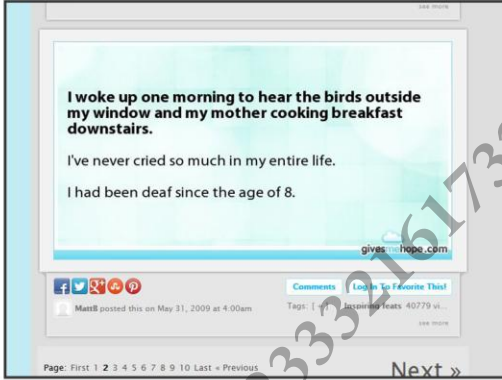 see more
I woke up one morning to hear the birds outside
my window and my mother cooking breakfast
downstairs.
I've never cried so much in my entire life.
I had been deaf since the age of 8.
givesmehope.com
Comments Log In To Favorite This!
MattB posted this on May 31, 2009 at 4:00am
Tags: [ + ] Inspiring feats 40779 vi...
see more
Page: First 1 2 3 4 5 6 7 8 9 10 Last « Previous
Next »